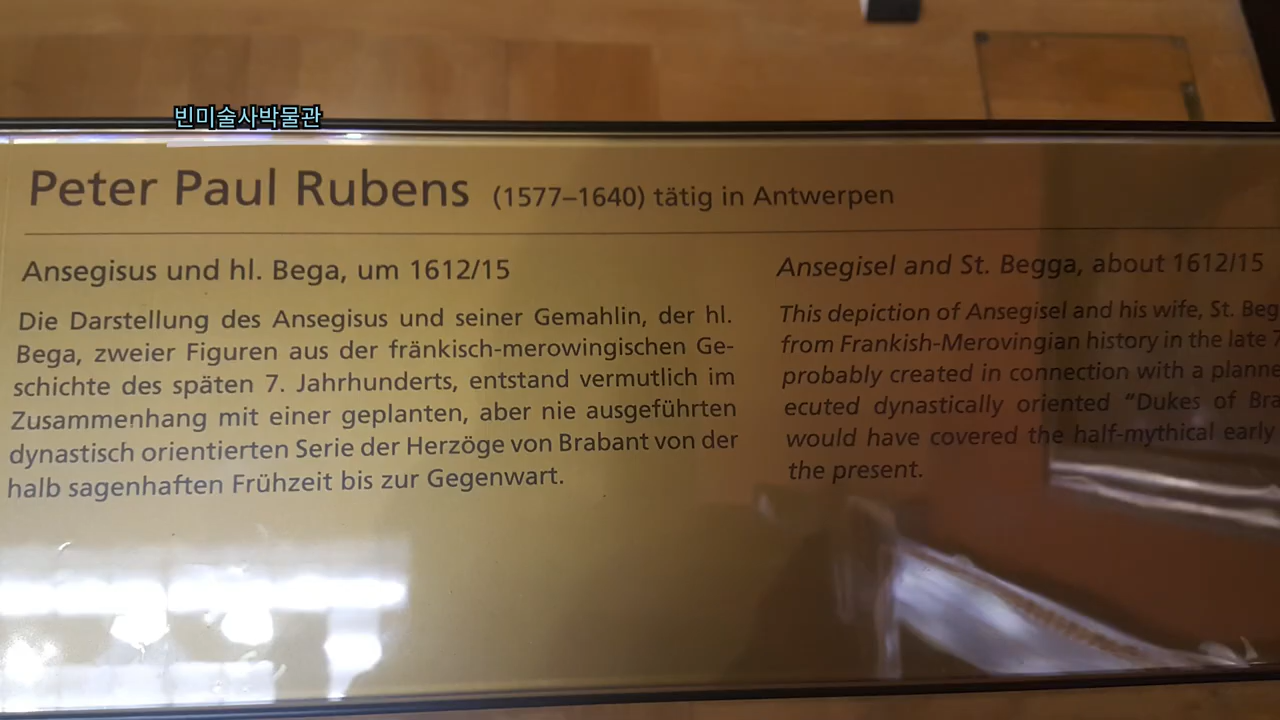 빈미술사박물관
Peter Paul Rubens (1577–1640) tätig in Antwerpen
Ansegisus und hl. Bega, um 1612/15
Die Darstellung des Ansegisus und seiner Gemahlin, der hl.
Bega, zweier Figuren aus der fränkisch-merowingischen Ge-
schichte des späten 7. Jahrhunderts, entstand vermutlich im
Zusammenhang mit einer geplanten, aber nie ausgeführten
dynastisch orientierten Serie der Herzöge von Brabant von der
halb sagenhaften Frühzeit bis zur Gegenwart.
Ansegisel and St. Begga, about 1612/15
This depiction of Ansegisel and his wife, St.
from Frankish-Merovingian history in the late
probably created in connection with a
ecuted dynastically oriented "Dukes of
would have covered the half-mythical early
the present.